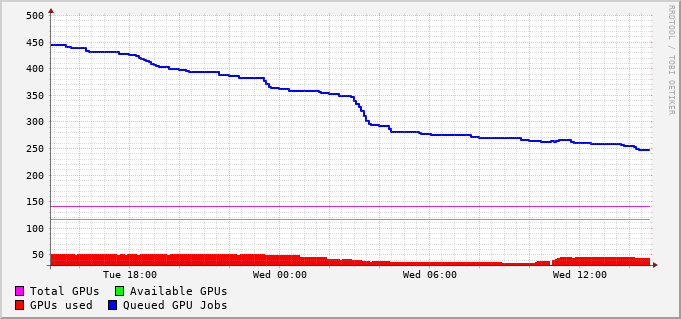 500
450
400
350
300
250
200
150
100
50
Tue 18:00 Wed 00:00 Wed 06:00 Wed 12:00
Total GPUs Available GPUs
GPUs used Queued GPU Jobs
RRDTOOL / TOBI OETIKER